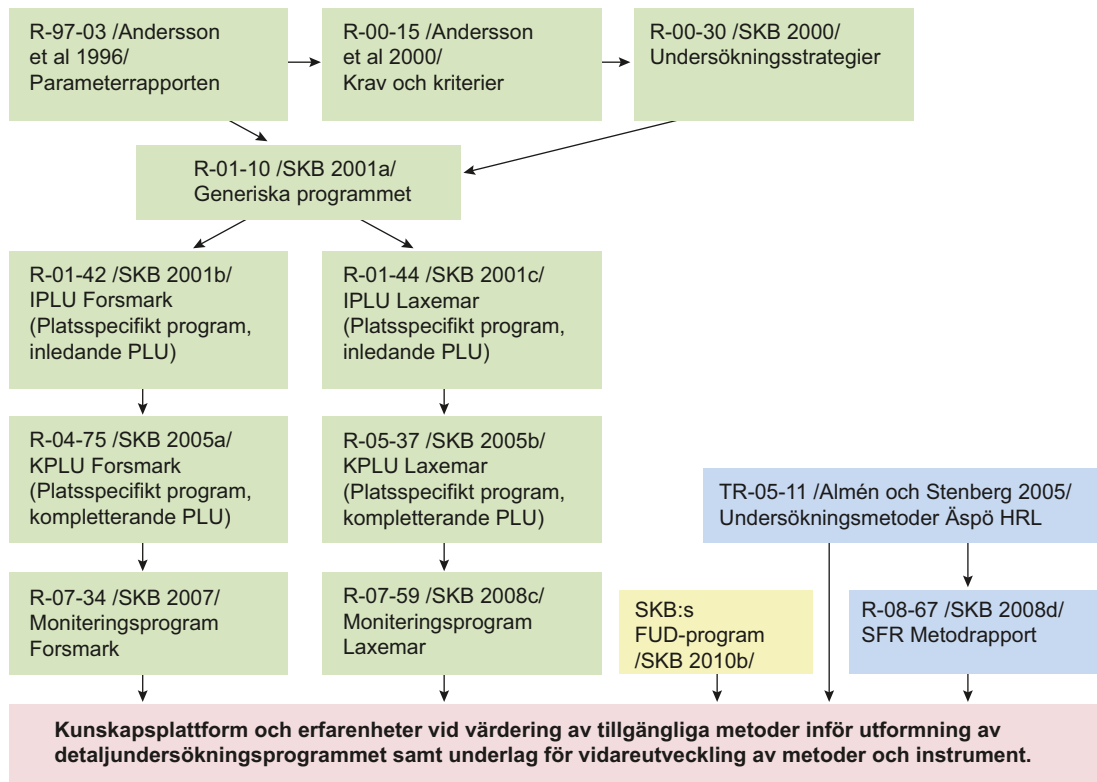 R-97-03 /Andersson
et al 1996/
Parameterrapporten
R-00-15 /Andersson
et al 2000/
Krav och kriterier
R-00-30 /SKB 2000/
Undersökningsstrategier
R-01-10 /SKB 2001a/
Generiska programmet
R-01-42 /SKB 2001b/
IPLU Forsmark
(Platsspecifikt program,
inledande PLU)
R-01-44 /SKB 2001c/
IPLU Laxemar
(Platsspecifikt program,
inledande PLU)
R-04-75 /SKB 2005a/
KPLU Forsmark
(Platsspecifikt program,
kompletterande PLU)
R-05-37 /SKB 2005b/
KPLU Laxemar
(Platsspecifikt program,
kompletterande PLU)
TR-05-11 /Almén och Stenberg 2005/
Undersökningsmetoder Äspö HRL
R-07-34 /SKB 2007/
Moniteringsprogram
Forsmark
R-07-59 /SKB 2008c/
Moniteringsprogram
Laxemar
SKB:s
FUD-program
/SKB 2010b/
R-08-67 /SKB 2008d/
SFR Metodrapport
Kunskapsplattform och erfarenheter vid värdering av tillgängliga metoder inför utformning av
detaljundersökningsprogrammet samt underlag för vidareutveckling av metoder och instrument.